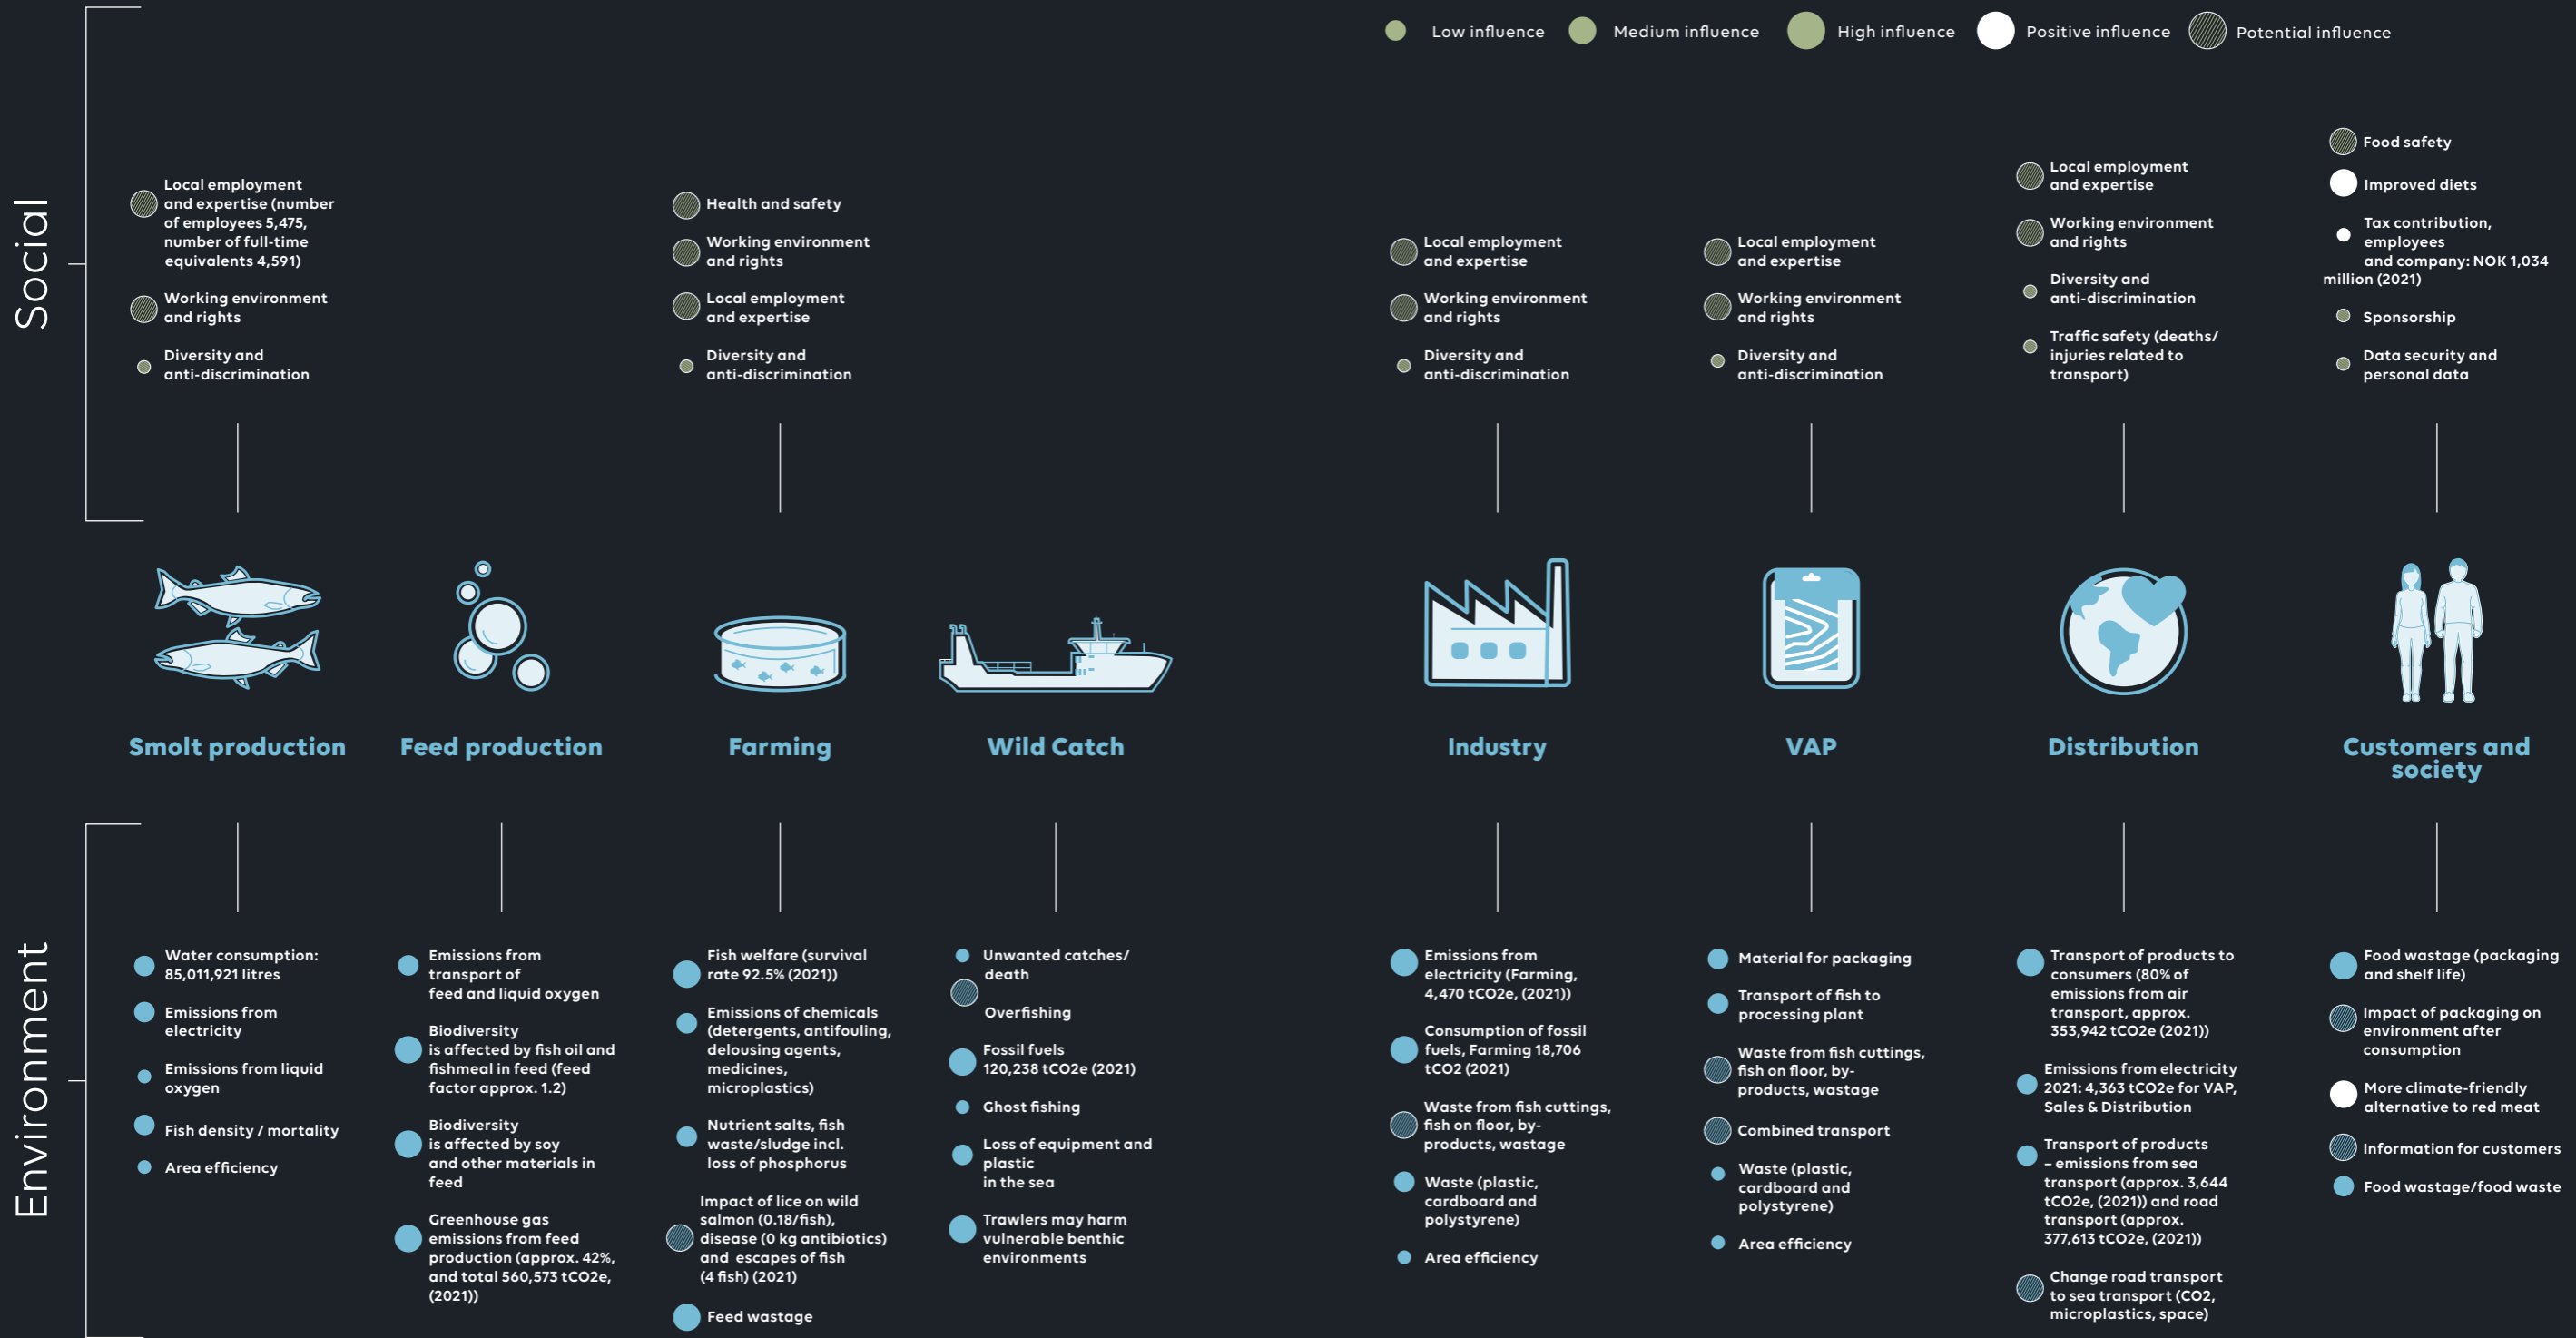 Low influence
Medium influence
High influence
Positive influence
Potential influence
Social
Local employment
and expertise (number
of employees 5,475,
number of full-time
equivalents 4,591)
Working environment
and rights
Diversity and
anti-discrimination
Health and safety
Working environment
and rights
Local employment
and expertise
Diversity and
anti-discrimination
Local employment
and expertise
Working environment
and rights
Diversity and
anti-discrimination
Local employment
and expertise
Working environment
and rights
Diversity and
anti-discrimination
Local employment
and expertise
Working environment
and rights
Diversity and
anti-discrimination
Traffic safety (deaths/
injuries related to
transport)
Food safety
Improved diets
Tax contribution,
employees
and company: NOK 1,034
million (2021)
Sponsorship
Data security and
personal data
Smolt production
Feed production
Farming
Wild Catch
Industry
VAP
Distribution
Customers and
society
Environment
Water consumption:
85,011,921 litres
Emissions from
electricity
Emissions from liquid
oxygen
Fish density / mortality
Area efficiency
Emissions from
transport of
feed and liquid oxygen
Biodiversity
is affected by fish oil and
fishmeal in feed (feed
factor approx. 1.2)
Biodiversity
is affected by soy
and other materials in
feed
Greenhouse gas
emissions from feed
production (approx. 42%,
and total 560,573 tCO2e,
(2021))
Fish welfare (survival
rate 92.5% (2021))
Emissions of chemicals
(detergents, antifouling,
delousing agents,
medicines,
microplastics)
Nutrient salts, fish
waste/sludge incl.
loss of phosphorus
Impact of lice on wild
salmon (0.18/fish),
disease (0 kg antibiotics)
and escapes of fish
(4 fish) (2021)
Feed wastage
Unwanted catches/
death
Overfishing
Fossil fuels
120,238 tCO2e (2021)
Ghost fishing
Loss of equipment and
plastic
in the sea
Trawlers may harm
vulnerable benthic
environments
Emissions from
electricity (Farming,
4,470 tCO2e, (2021))
Consumption of fossil
fuels, Farming 18,706
tCO2 (2021)
Waste from fish cuttings,
fish on floor, by-
products, wastage
Waste (plastic,
cardboard and
polystyrene)
Area efficiency
Material for packaging
Transport of fish to
processing plant
Waste from fish cuttings,
fish on floor, by-
products, wastage
Combined transport
Waste (plastic,
cardboard and
polystyrene)
Area efficiency
Transport of products to
consumers (80% of
emissions from air
transport, approx.
353,942 tCO2e (2021))
Emissions from electricity
2021: 4,363 tCO2e for VAP,
Sales & Distribution
Transport of products
– emissions from sea
transport (approx. 3,644
tCO2e, (2021)) and road
transport (approx.
377,613 tCO2e, (2021))
Change road transport
to sea transport (CO2,
microplastics, space)
Food wastage (packaging
and shelf life)
Impact of packaging on
environment after
consumption
More climate-friendly
alternative to red meat
Information for customers
Food wastage/food waste